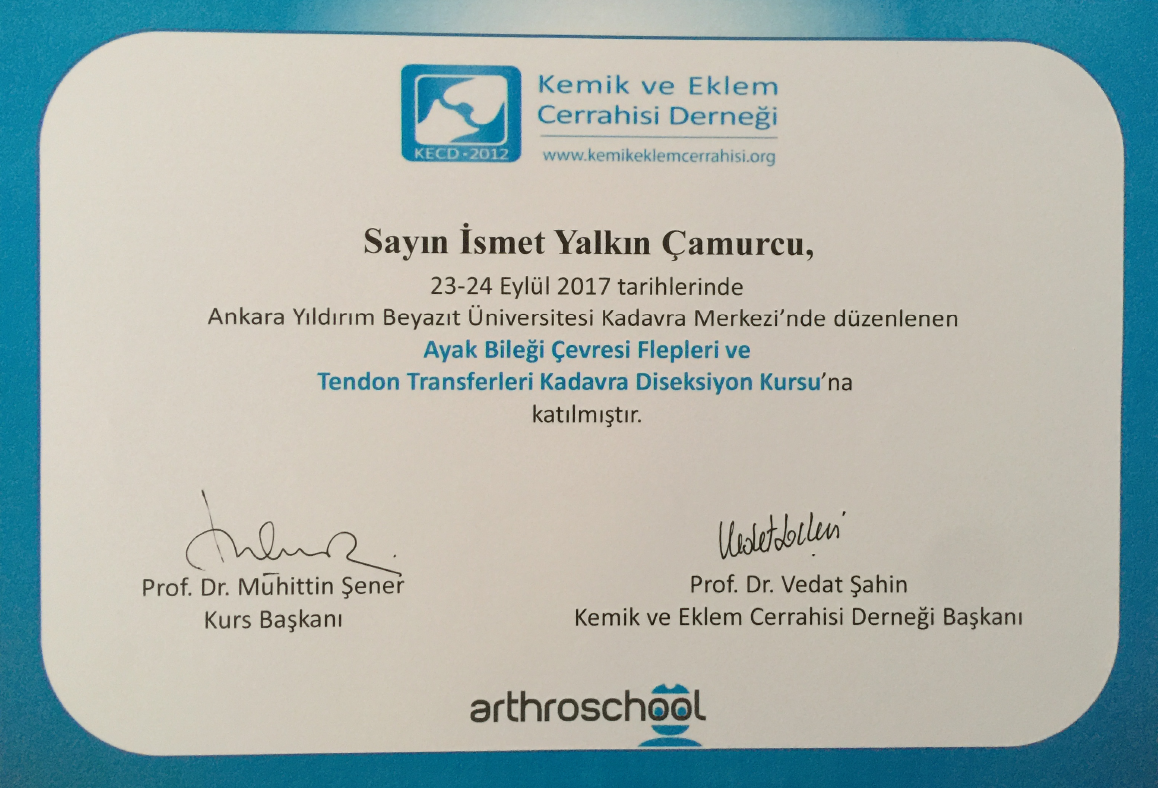 Kemik ve Eklem
Cerrahisi Derneği
KECD-2012
www.kemikeklemcerrahisi.org
Sayın İsmet Yalkın Çamurcu,
23-24 Eylül 2017 tarihlerinde
Ankara Yıldırım Beyazıt Üniversitesi Kadavra Merkezi’nde düzenlenen
Ayak Bileği Çevresi Flepleri ve
Tendon Transferleri Kadavra Diseksiyon Kursu’na
katılmıştır.
Prof. Dr. Muhittin Şener
Kurs Başkanı
Prof. Dr. Vedat Şahin
Kemik ve Eklem Cerrahisi Derneği Başkanı
arthroschool